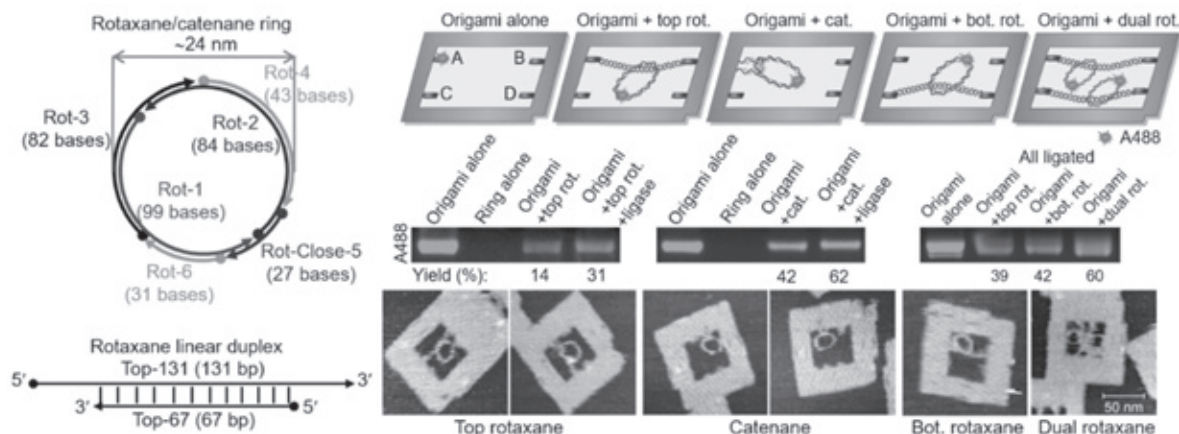 Rotaxane/catenane ring
~24 nm
Rot-4
(43 bases)
Rot-3
(82 bases)
Rot-2
(84 bases)
Rot-1
(99 bases)
Rot-Close-5
(27 bases)
Rot-6
(31 bases)
Rotaxane linear duplex
Top-131 (131 bp)
5′ 3′
3′ 5′
Top-67 (67 bp)
Origami alone Origami + top rot. Origami + cat. Origami + bot. rot. Origami + dual rot.
A B
C D
A488
Origami alone
Ring alone
Origami
+top rot.
Origami
+top rot.
+ligase
Origami alone
Ring alone
Origami
+cat.
Origami
+cat.
+ligase
All ligated
Origami
alone
Origami
+top rot.
Origami
+bot. rot.
Origami
+dual rot.
A488
Yield (%): 14 31 42 62 39 42 60
50 nm
Top rotaxane Catenane Bot. rotaxane Dual rotaxane